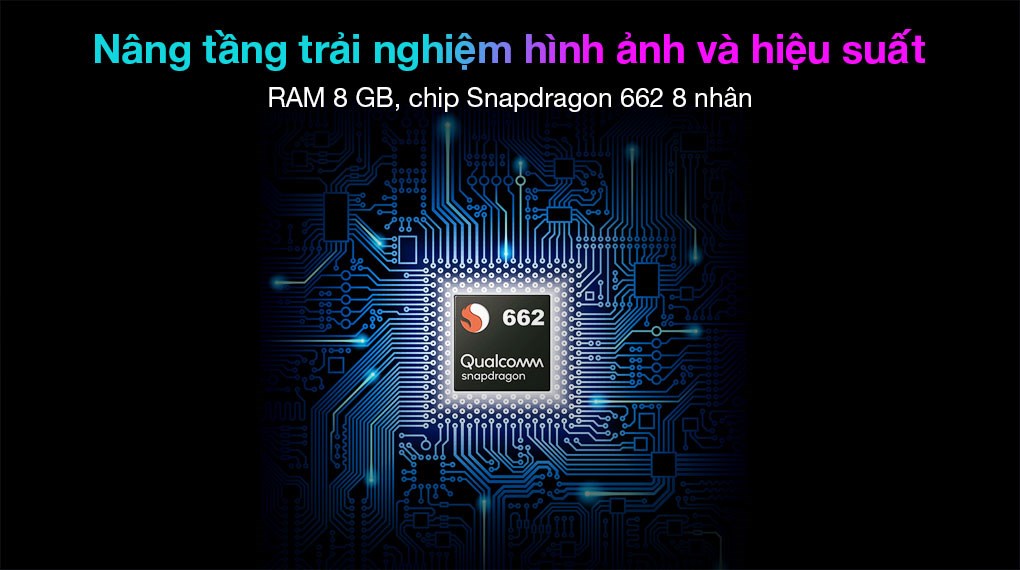 Nâng tầng trải nghiệm hình ảnh và hiệu suất
RAM 8 GB, chip Snapdragon 662 8 nhân
662
Qualcomm
snapdragon